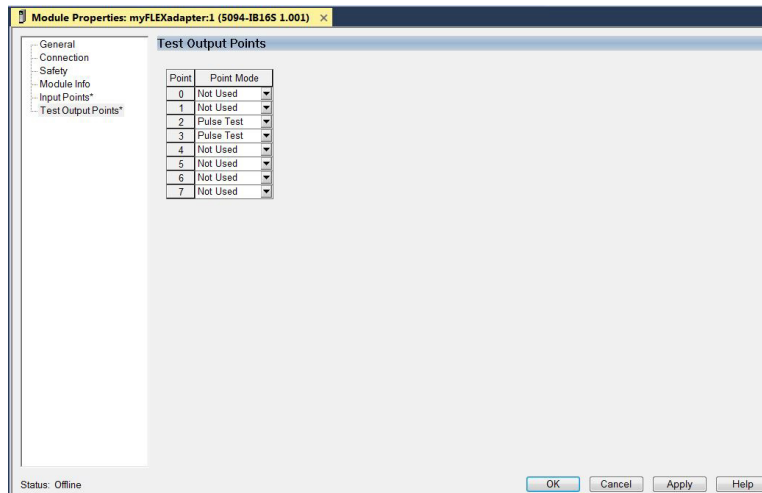 Module Properties: myFLEXadapter:1 (5094-IB16S 1.001) ×
General
Connection
Safety
Module Info
Input Points*
Test Output Points*
Test Output Points
Point Point Mode
0 Not Used
1 Not Used
2 Pulse Test
3 Pulse Test
4 Not Used
5 Not Used
6 Not Used
7 Not Used
Status: Offline
OK Cancel Apply Help